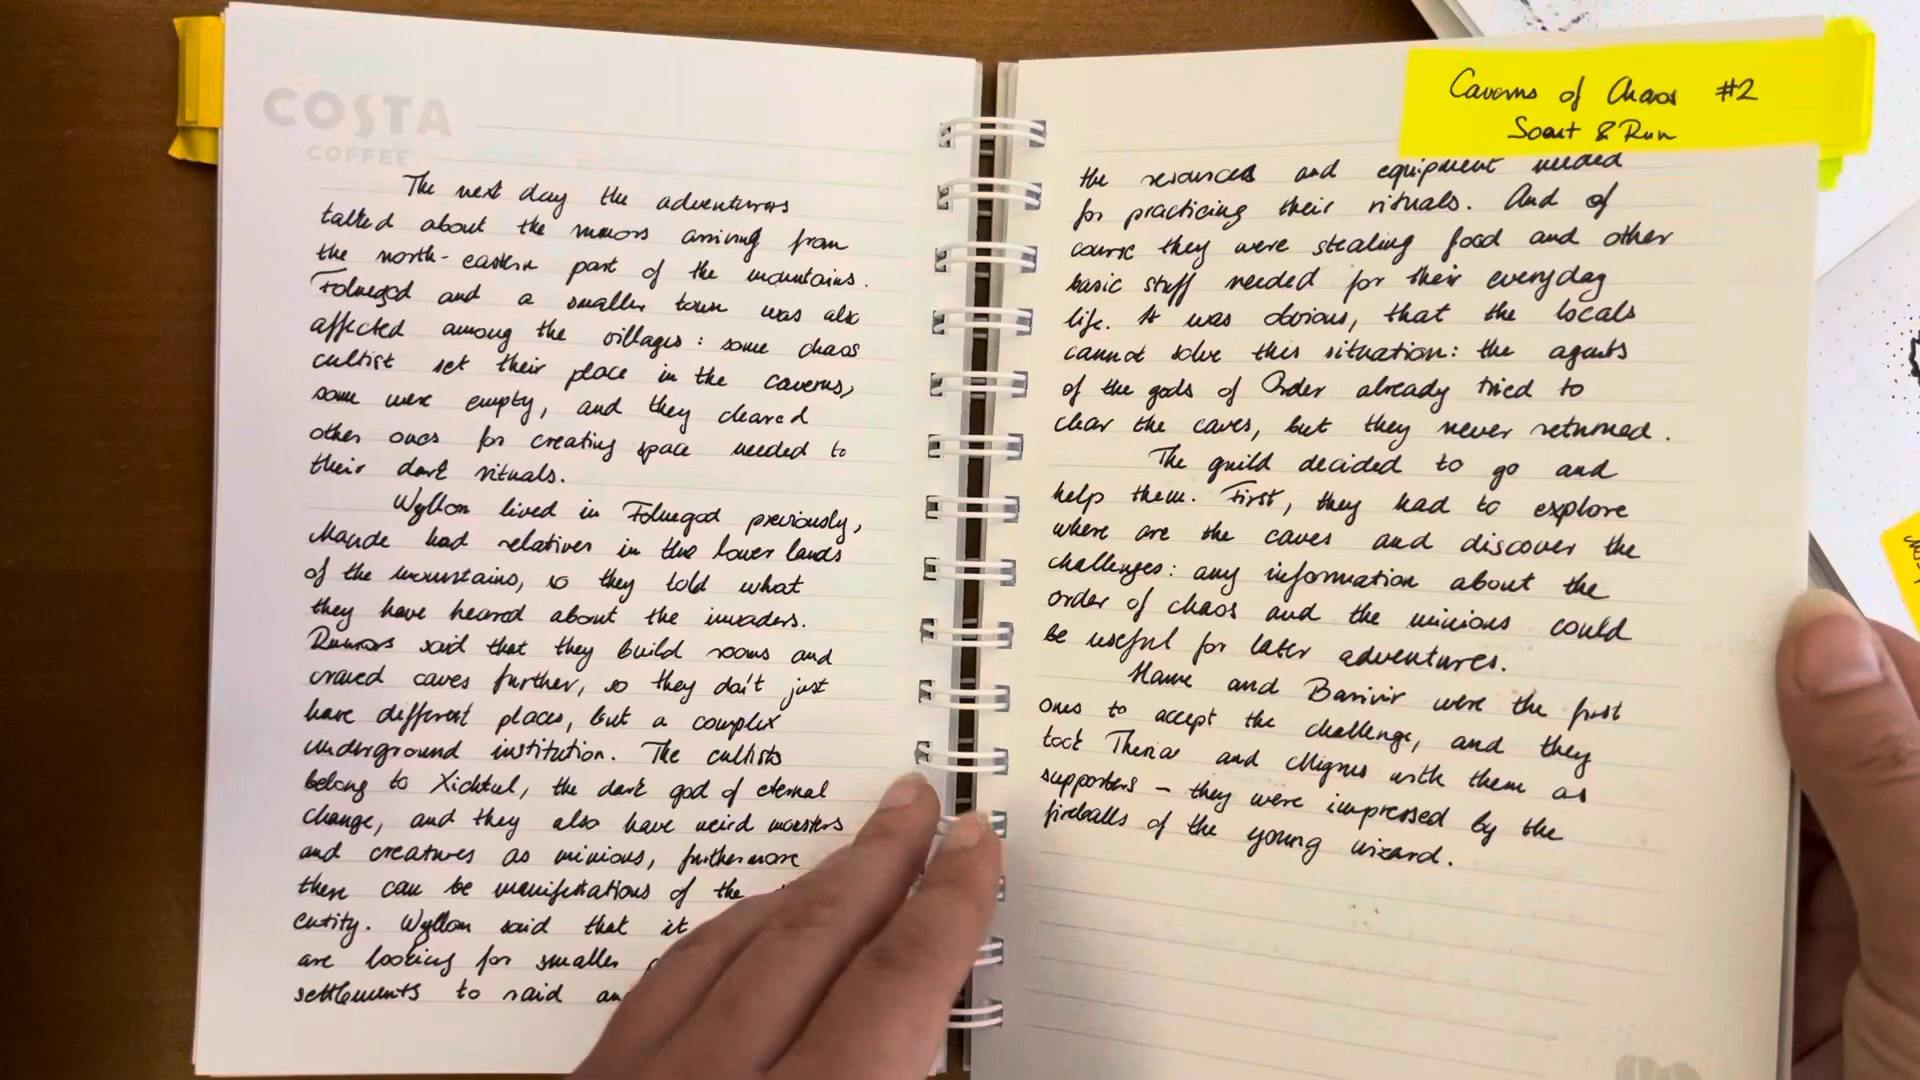 COSTA
COFFEE
The next day the adventurers
talked about the rumors arriving from
the north-eastern part of the mountains.
Folnegod and a smaller town was also
affected among the villages: some chaos
cultist set their place in the caverns,
some were empty, and they cleared
other ones for creating space needed to
their dark rituals.
Wyllon lived in Folnegod previously,
Maude had relatives in the lower lands
of the mountains, so they told what
they have heard about the invaders.
Rumors said that they build rooms and
craved caves further, so they don't just
have different places, but a complex
underground institution. The cultists
belong to Xichtul, the dark god of eternal
change, and they also have weird monsters
and creatures as minions, furthermore
there can be manifestations of the
entity. Wyllon said that it
are looking for smaller
settlements to raid an
Caverns of Chaos #2
Scout & Run
the resources and equipment needed
for practicing their rituals. And of
course they were stealing food and other
basic stuff needed for their everyday
life. It was obvious, that the locals
cannot solve this situation: the agents
of the gods of Order already tried to
clear the caves, but they never returned.
The guild decided to go and
help them. First, they had to explore
where are the caves and discover the
challenges: any information about the
order of chaos and the minions could
be useful for later adventures.
and Barivir were the first
ones to accept the challenge, and they
took and with them as
supporters - they were impressed by the
fireballs of the young wizard.